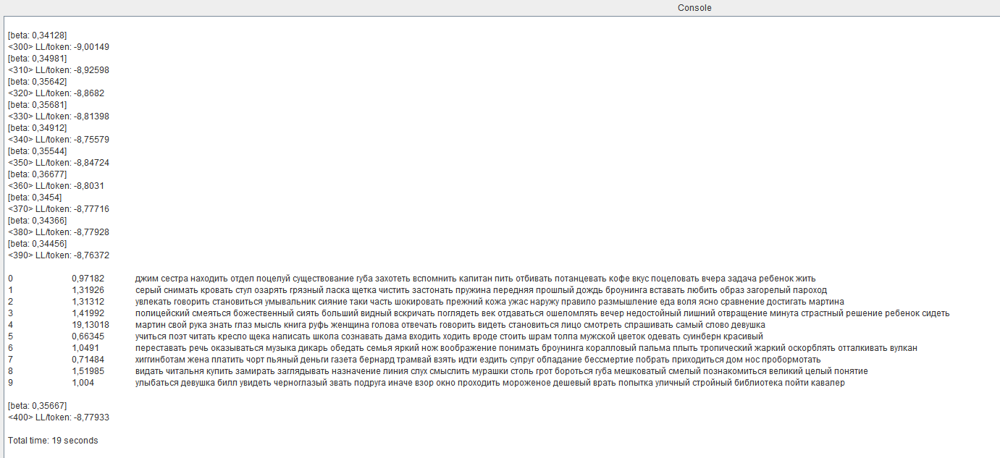 Console
[beta: 0,34128]
<300> LL/token: -9,00149
[beta: 0,34981]
<310> LL/token: -8,92598
[beta: 0,35642]
<320> LL/token: -8,8682
[beta: 0,35681]
<330> LL/token: -8,81398
[beta: 0,34912]
<340> LL/token: -8,75579
[beta: 0,35544]
<350> LL/token: -8,84724
[beta: 0,36677]
<360> LL/token: -8,8031
[beta: 0,3454]
<370> LL/token: -8,77716
[beta: 0,34366]
<380> LL/token: -8,77928
[beta: 0,34456]
<390> LL/token: -8,76372
0 0,97182 джим сестра находить отдел поцелуй существование губа захотеть вспомнить капитан пить отбивать потанцевать кофе вкус поцеловать вчера задача ребенок жить
1 1,31926 серый снимать кровать стул озарять грязный ласка щетка чистить застонать пружина передняя прошлый дождь броунинга вставать любить образ загорелый пароход
2 1,31312 увлекать говорить становиться умывальник сияние таки часть шокировать прежний кожа ужас наружу правило размышление еда воля ясно сравнение достигать мартина
3 1,41992 полицейский смеяться божественный сиять больший видный вскричать поглядеть век отдаваться ошеломлять вечер недостойный лишний отвращение минута страстный решение ребенок сидеть
4 19,13018 мартин свой рука знать глаз мысль книга руфь женщина голова отвечать говорить видеть становиться лицо смотреть спрашивать самый слово девушка
5 0,66345 учиться поэт читать кресло щека написать школа сознавать дама входить ходить вроде стоить шрам толпа мужской цветок одевать суинберн красивый
6 1,0491 переставать речь оказываться музыка дикарь обедать семья яркий нож воображение понимать броунинга коралловый пальма плыть тропический жаркий оскорблять отталкивать вулкан
7 0,71484 хиггинботам жена платить чорт пьяный деньги газета бернард трамвай взять идти ездить супруг обладание бессмертие побрать приходиться дом нос пробормотать
8 1,51985 видать читальня купить замирать заглядывать назначение линия слух смыслить мурашки столь грот бороться губа мешковатый смелый познакомиться великий целый понятие
9 1,004 улыбаться девушка билл увидеть черноглазый звать подруга иначе взор окно проходить мороженое дешевый врать попытка уличный стройный библиотека пойти кавалер
[beta: 0,35667]
<400> LL/token: -8,77933
Total time: 19 seconds